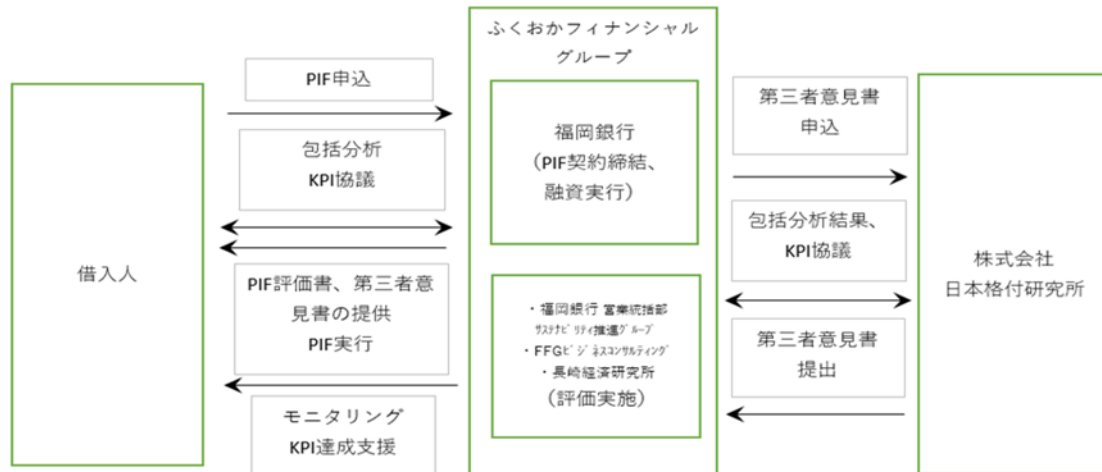 借入人
PIF申込
包括分析
KPI協議
PIF評価書、第三者意
見書の提供
PIF実行
モニタリング
KPI達成支援
ふくおかフィナンシャル
グループ
福岡銀行
(PIF契約締結、
融資実行)
・福岡銀行 営業統括部
ｻｽﾃﾅﾋﾞﾘﾃｨ推進ｸﾞﾙｰﾌﾟ
・FFGﾋﾞｼﾞﾈｽｺﾝｻﾙﾃｨﾝｸﾞ
・長崎経済研究所
(評価実施)
第三者意見書
申込
包括分析結果、
KPI協議
第三者意見書
提出
株式会社
日本格付研究所